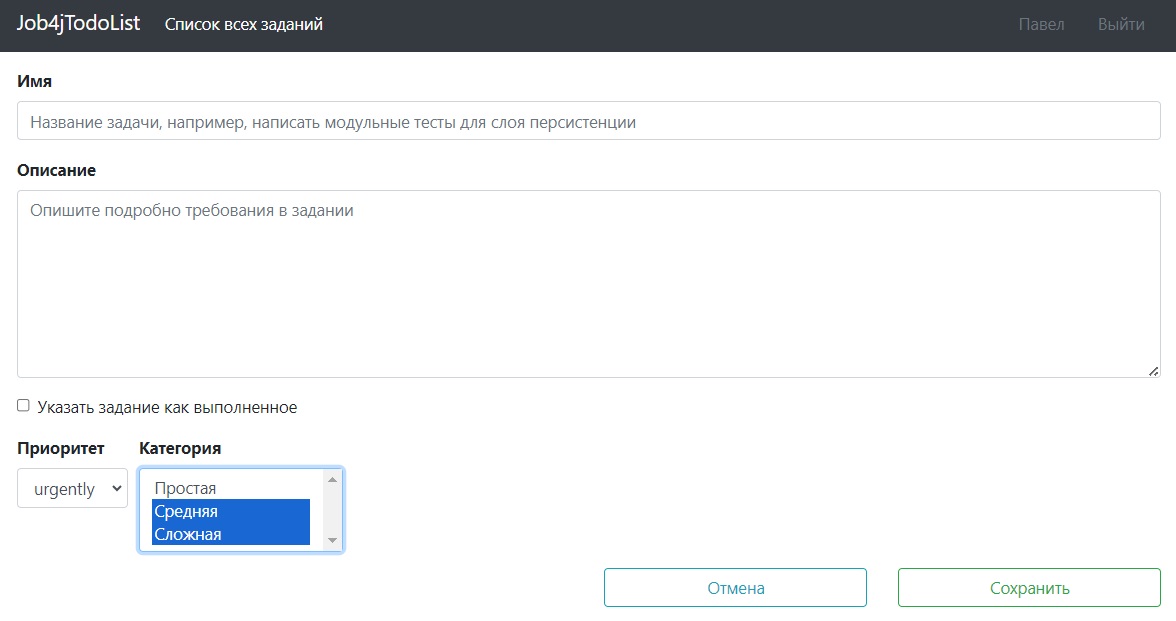 Job4jTodoList Список всех заданий Павел Выйти
Имя
Название задачи, например, написать модульные тесты для слоя персистенции
Описание
Опишите подробно требования в задании
Указать задание как выполненное
Приоритет Категория
urgently
Простая
Средняя
Сложная
Отмена Сохранить